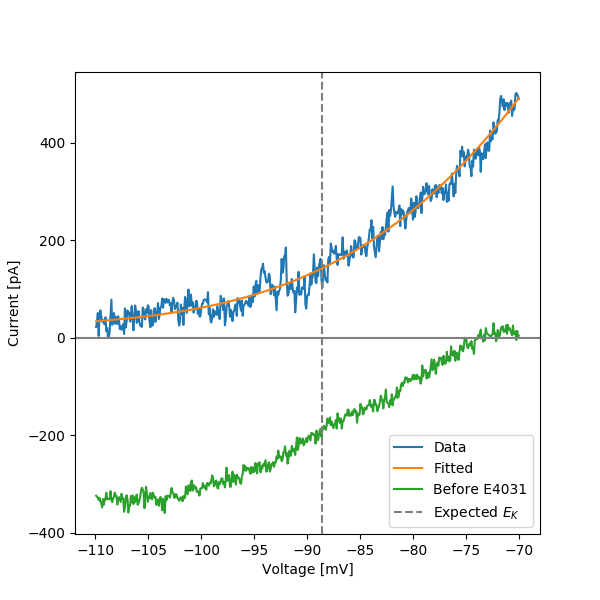 400
200
0
−200
−400
Current [pA]
Data
Fitted
Before E4031
Expected E_K
−110 −105 −100 −95 −90 −85 −80 −75 −70
Voltage [mV]